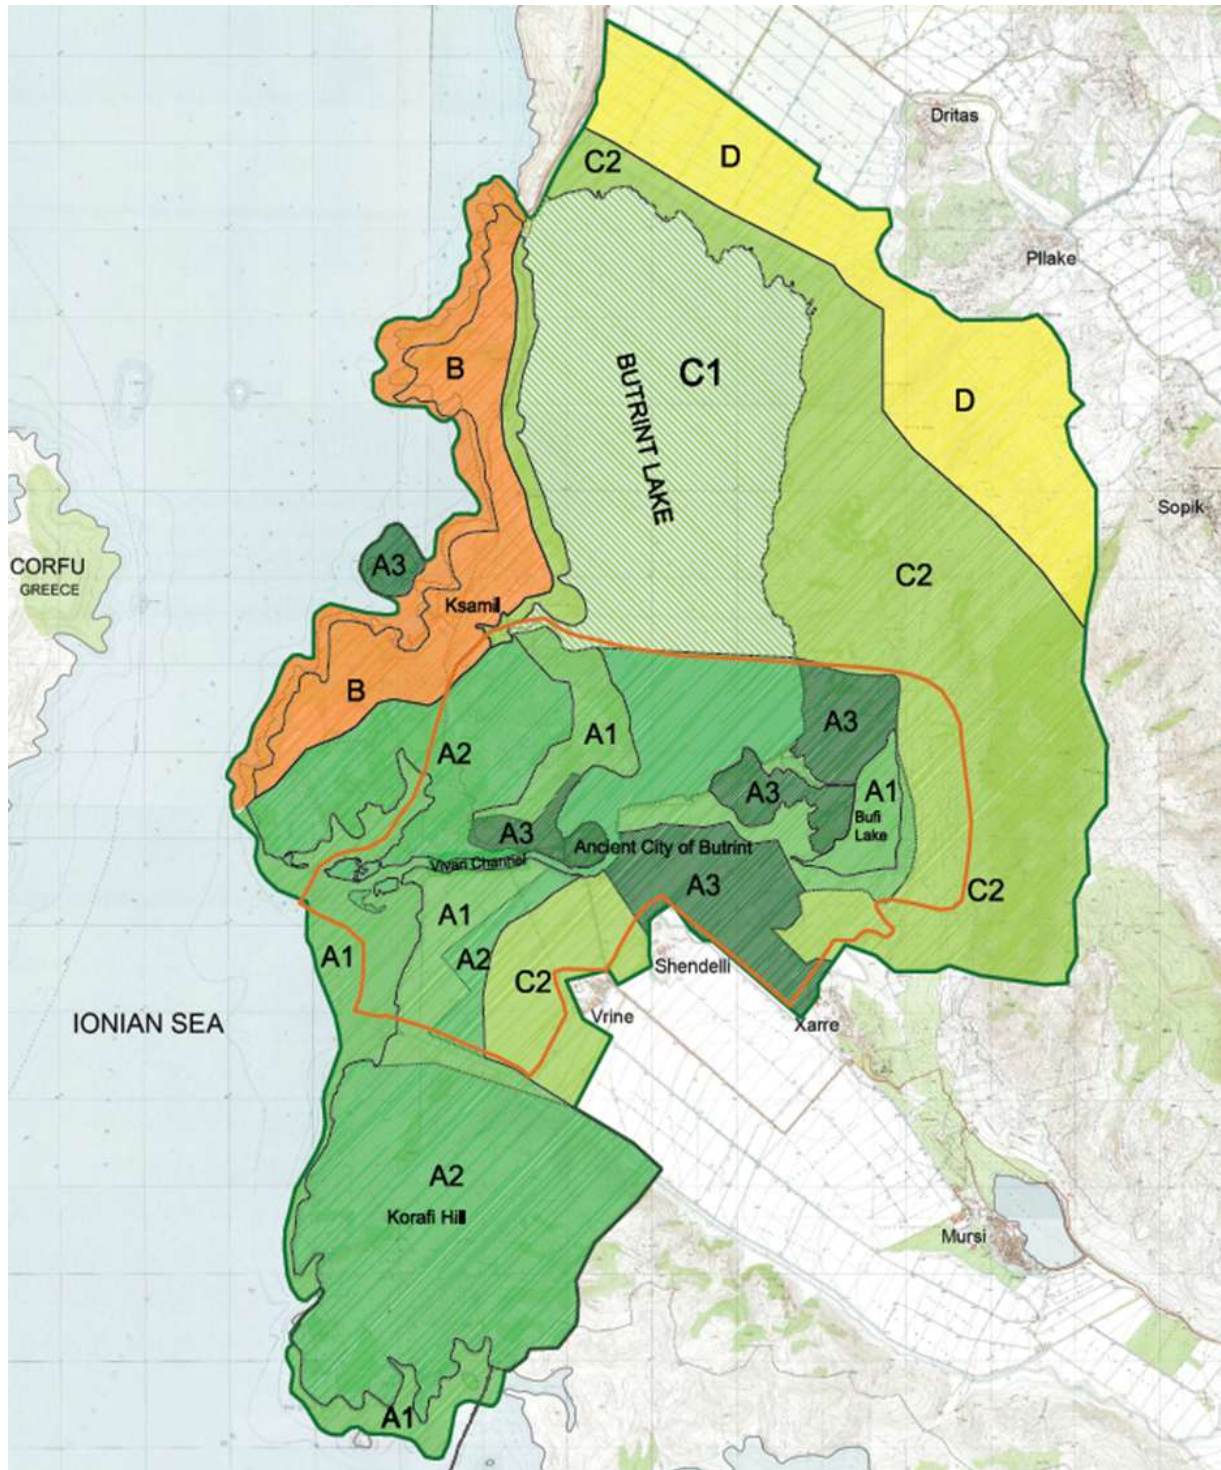 Dritas
C2
D
Pllake
B
C1
BUTRINT LAKE
D
Sopik
CORFU
GREECE
A3
C2
Ksamil
B
A3
A1
A2
A3
A1
Bufi
Lake
A3
Ancient City of Butrint
Vivari Channel
A3
C2
A1
A1
A2
C2
Shendelli
IONIAN SEA
Vrine
Xarre
A2
Korafi Hill
Mursi
A1